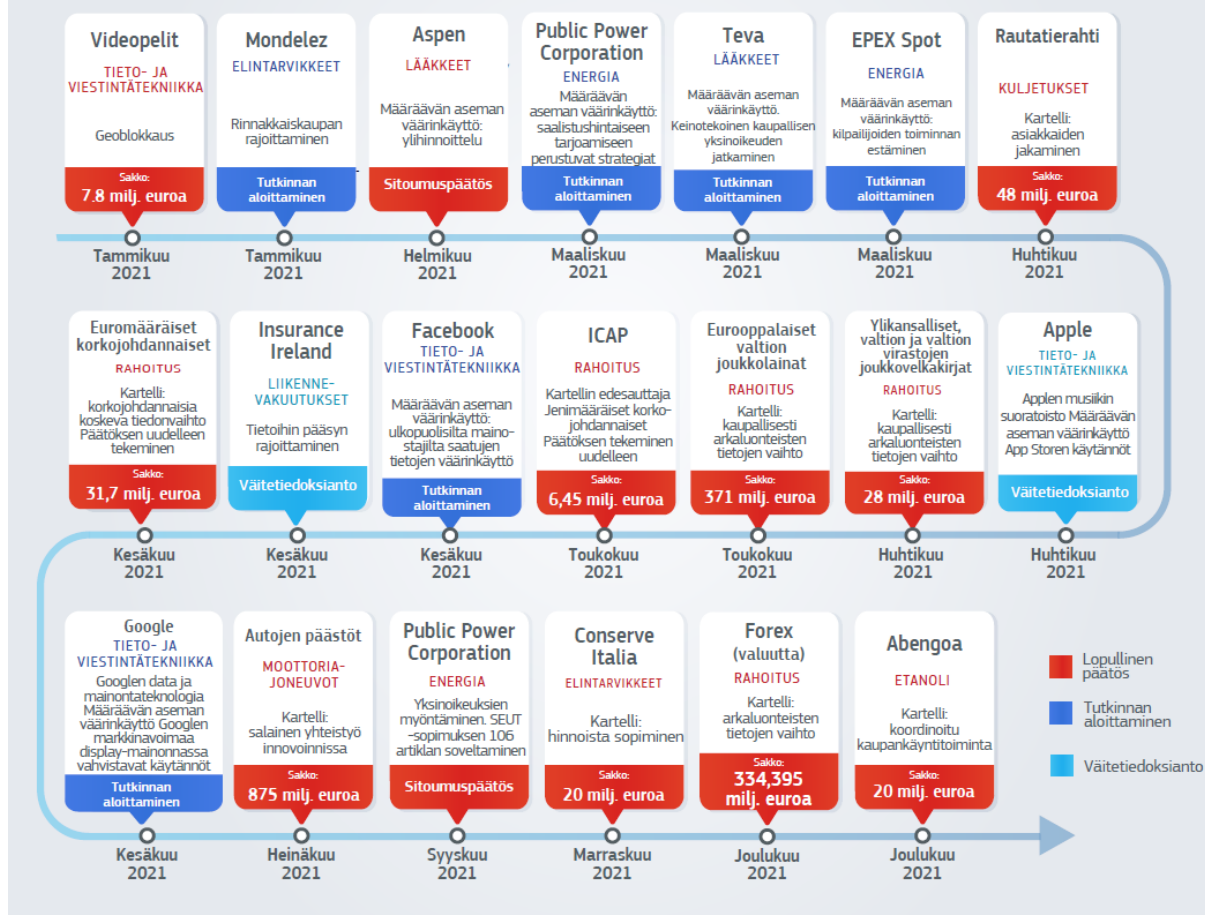 Videopelit
TIETO- JA
VIESTINTÄTEKNIIKKA
Geoblokkaus
Sakko:
7.8 milj. euroa
Tammikuu
2021
Mondelez
ELINTARVIKKEET
Rinnakkaiskaupan
rajoittaminen
Tutkinnan
aloittaminen
Tammikuu
2021
Aspen
LÄÄKKEET
Määräävän aseman
väärinkäyttö:
ylihinnoittelu
Sitoumuspäätös
Helmikuu
2021
Public Power
Corporation
ENERGIA
Määräävän
aseman väärinkäyttö:
saalistushintaiseen
tarjoamiseen
perustuvat strategiat
Tutkinnan
aloittaminen
Maaliskuu
2021
Teva
LÄÄKKEET
Määräävän aseman
väärinkäyttö.
Keinotekoinen kaupallisen
yksinoikeuden
jatkaminen
Tutkinnan
aloittaminen
Maaliskuu
2021
EPEX Spot
ENERGIA
Määräävän aseman
väärinkäyttö:
kilpailijoiden toiminnan
estäminen
Tutkinnan
aloittaminen
Maaliskuu
2021
Rautatierahti
KULJETUKSET
Kartelli:
asiakkaiden
jakaminen
Sakko:
48 milj. euroa
Huhtikuu
2021
Euromääräiset
korkojohdannaiset
RAHOITUS
Kartelli:
korkojohdannaisia
koskeva tiedonvaihto
Päätöksen uudelleen
tekeminen
Sakko:
31,7 milj. euroa
Kesäkuu
2021
Insurance
Ireland
LIIKENNE-
VAKUUTUKSET
Tietoihin pääsyn
rajoittaminen
Väitetiedoksianto
Kesäkuu
2021
Facebook
TIETO- JA
VIESTINTÄTEKNIIKKA
Määräävän aseman
väärinkäyttö:
ulkopuolisilta maino-
stajilta saatujen
tietojen väärinkäyttö
Tutkinnan
aloittaminen
Kesäkuu
2021
ICAP
RAHOITUS
Kartellin edesauttaja
Jenimääräiset korko-
johdannaiset
Päätöksen tekeminen
uudelleen
Sakko:
6,45 milj. euroa
Toukokuu
2021
Eurooppalaiset
valtion
joukkolainat
RAHOITUS
Kartelli:
kaupallisesti
arkaluonteisten
tietojen vaihto
Sakko:
371 milj. euroa
Toukokuu
2021
Ylikansalliset,
valtion ja valtion
virastojen
joukkovelkakirjat
RAHOITUS
Kartelli:
kaupallisesti
arkaluonteisten
tietojen vaihto
Sakko:
28 milj. euroa
Huhtikuu
2021
Apple
TIETO- JA
VIESTINTÄTEKNIIKKA
Applen musiikin
suoratoisto Määräävän
aseman väärinkäyttö
App Storen käytännöt
Väitetiedoksianto
Huhtikuu
2021
Google
TIETO- JA
VIESTINTÄTEKNIIKKA
Googlen data ja
mainontateknologia
Määräävän aseman
väärinkäyttö Googlen
markkinavoimaa
display-mainonnassa
vahvistavat käytännöt
Tutkinnan
aloittaminen
Kesäkuu
2021
Autojen päästöt
MOOTTORIA-
JONEUVOT
Kartelli:
salainen yhteistyö
innovoinnissa
Sakko:
875 milj. euroa
Heinäkuu
2021
Public Power
Corporation
ENERGIA
Yksinoikeuksien
myöntäminen. SEUT
-sopimuksen 106
artiklan soveltaminen
Sitoumuspäätös
Syyskuu
2021
Conserve
Italia
ELINTARVIKKEET
Kartelli:
hinnoista sopiminen
Sakko:
20 milj. euroa
Marraskuu
2021
Forex
(valuutta)
RAHOITUS
Kartelli:
arkaluonteisten
tietojen vaihto
Sakko:
334,395
milj. euroa
Joulukuu
2021
Abengoa
ETANOLI
Kartelli:
koordinoitu
kaupankäyntitoiminta
Sakko:
20 milj. euroa
Joulukuu
2021
Lopullinen
päätös
Tutkinnan
aloittaminen
Väitetiedoksianto